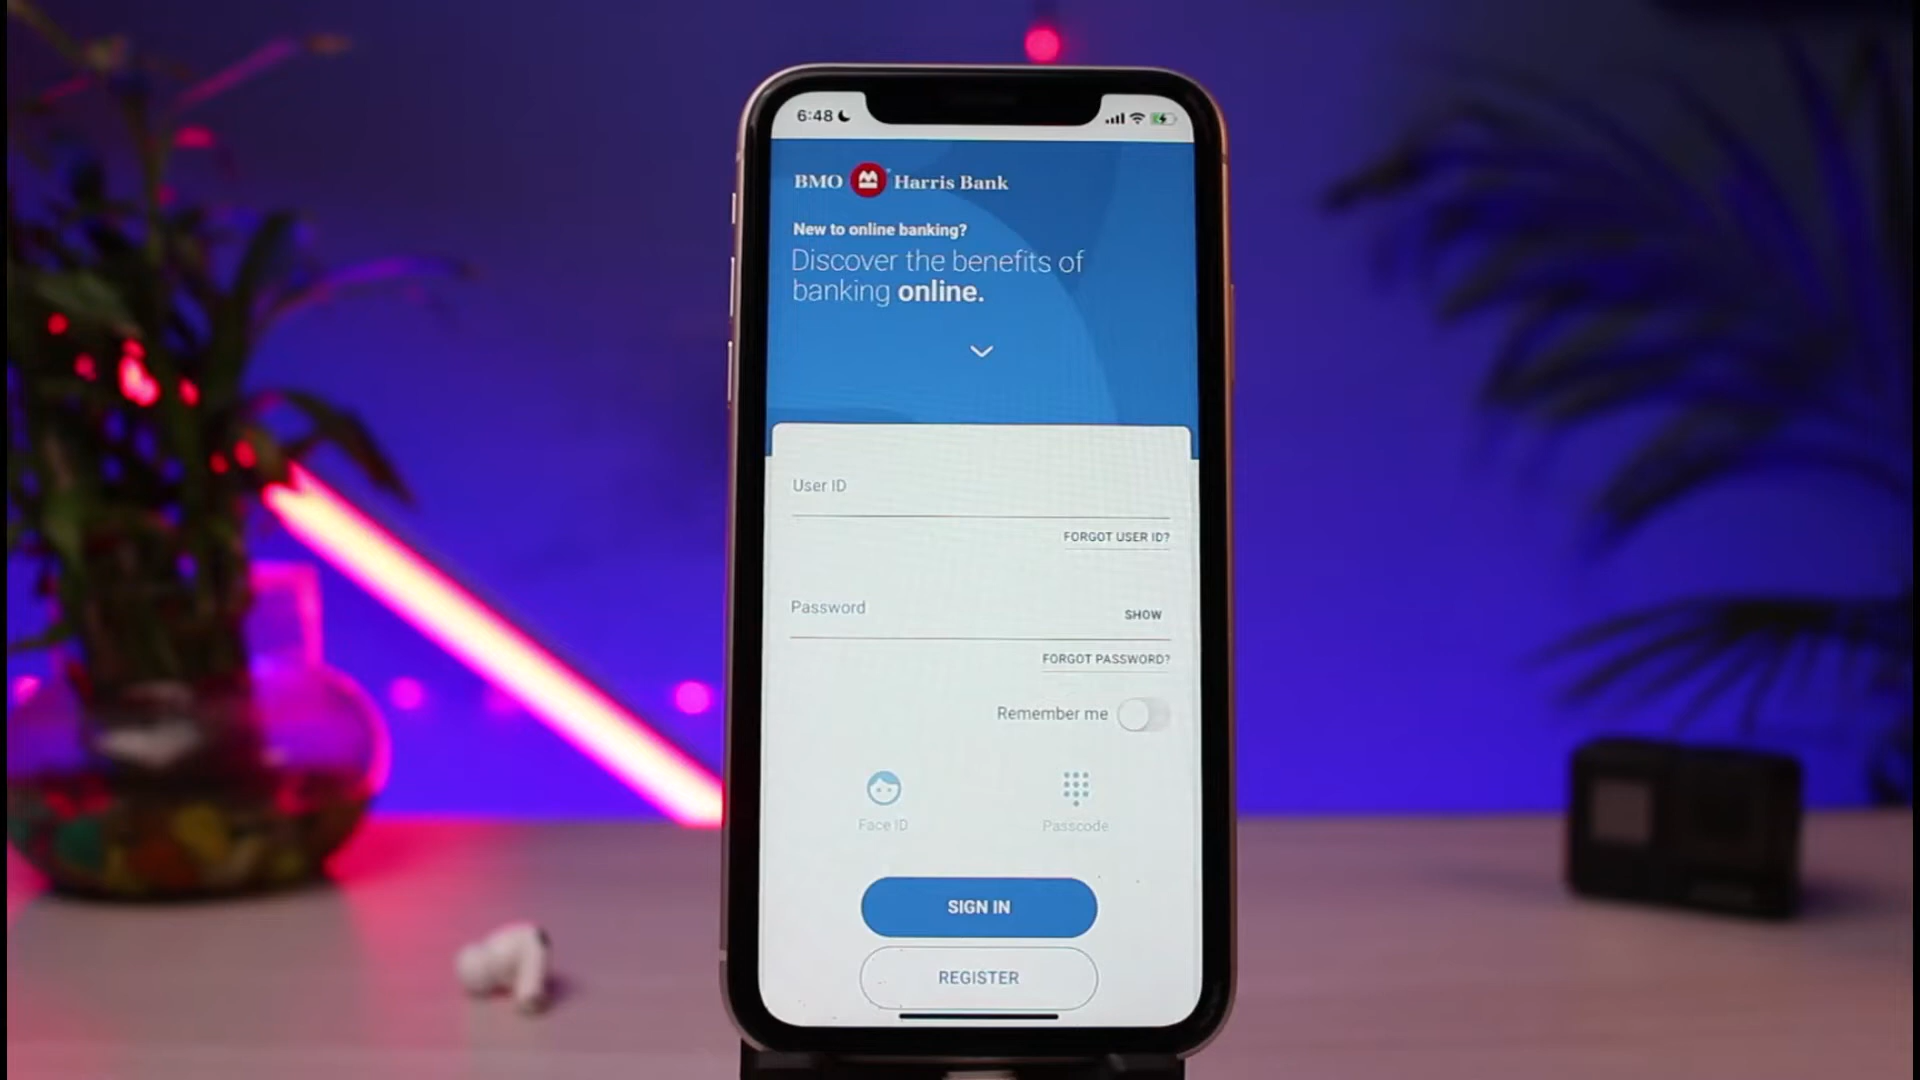 6:48
BMO Harris Bank
New to online banking?
Discover the benefits of
banking online.
User ID
FORGOT USER ID?
Password
SHOW
FORGOT PASSWORD?
Remember me
Face ID
Passcode
SIGN IN
REGISTER